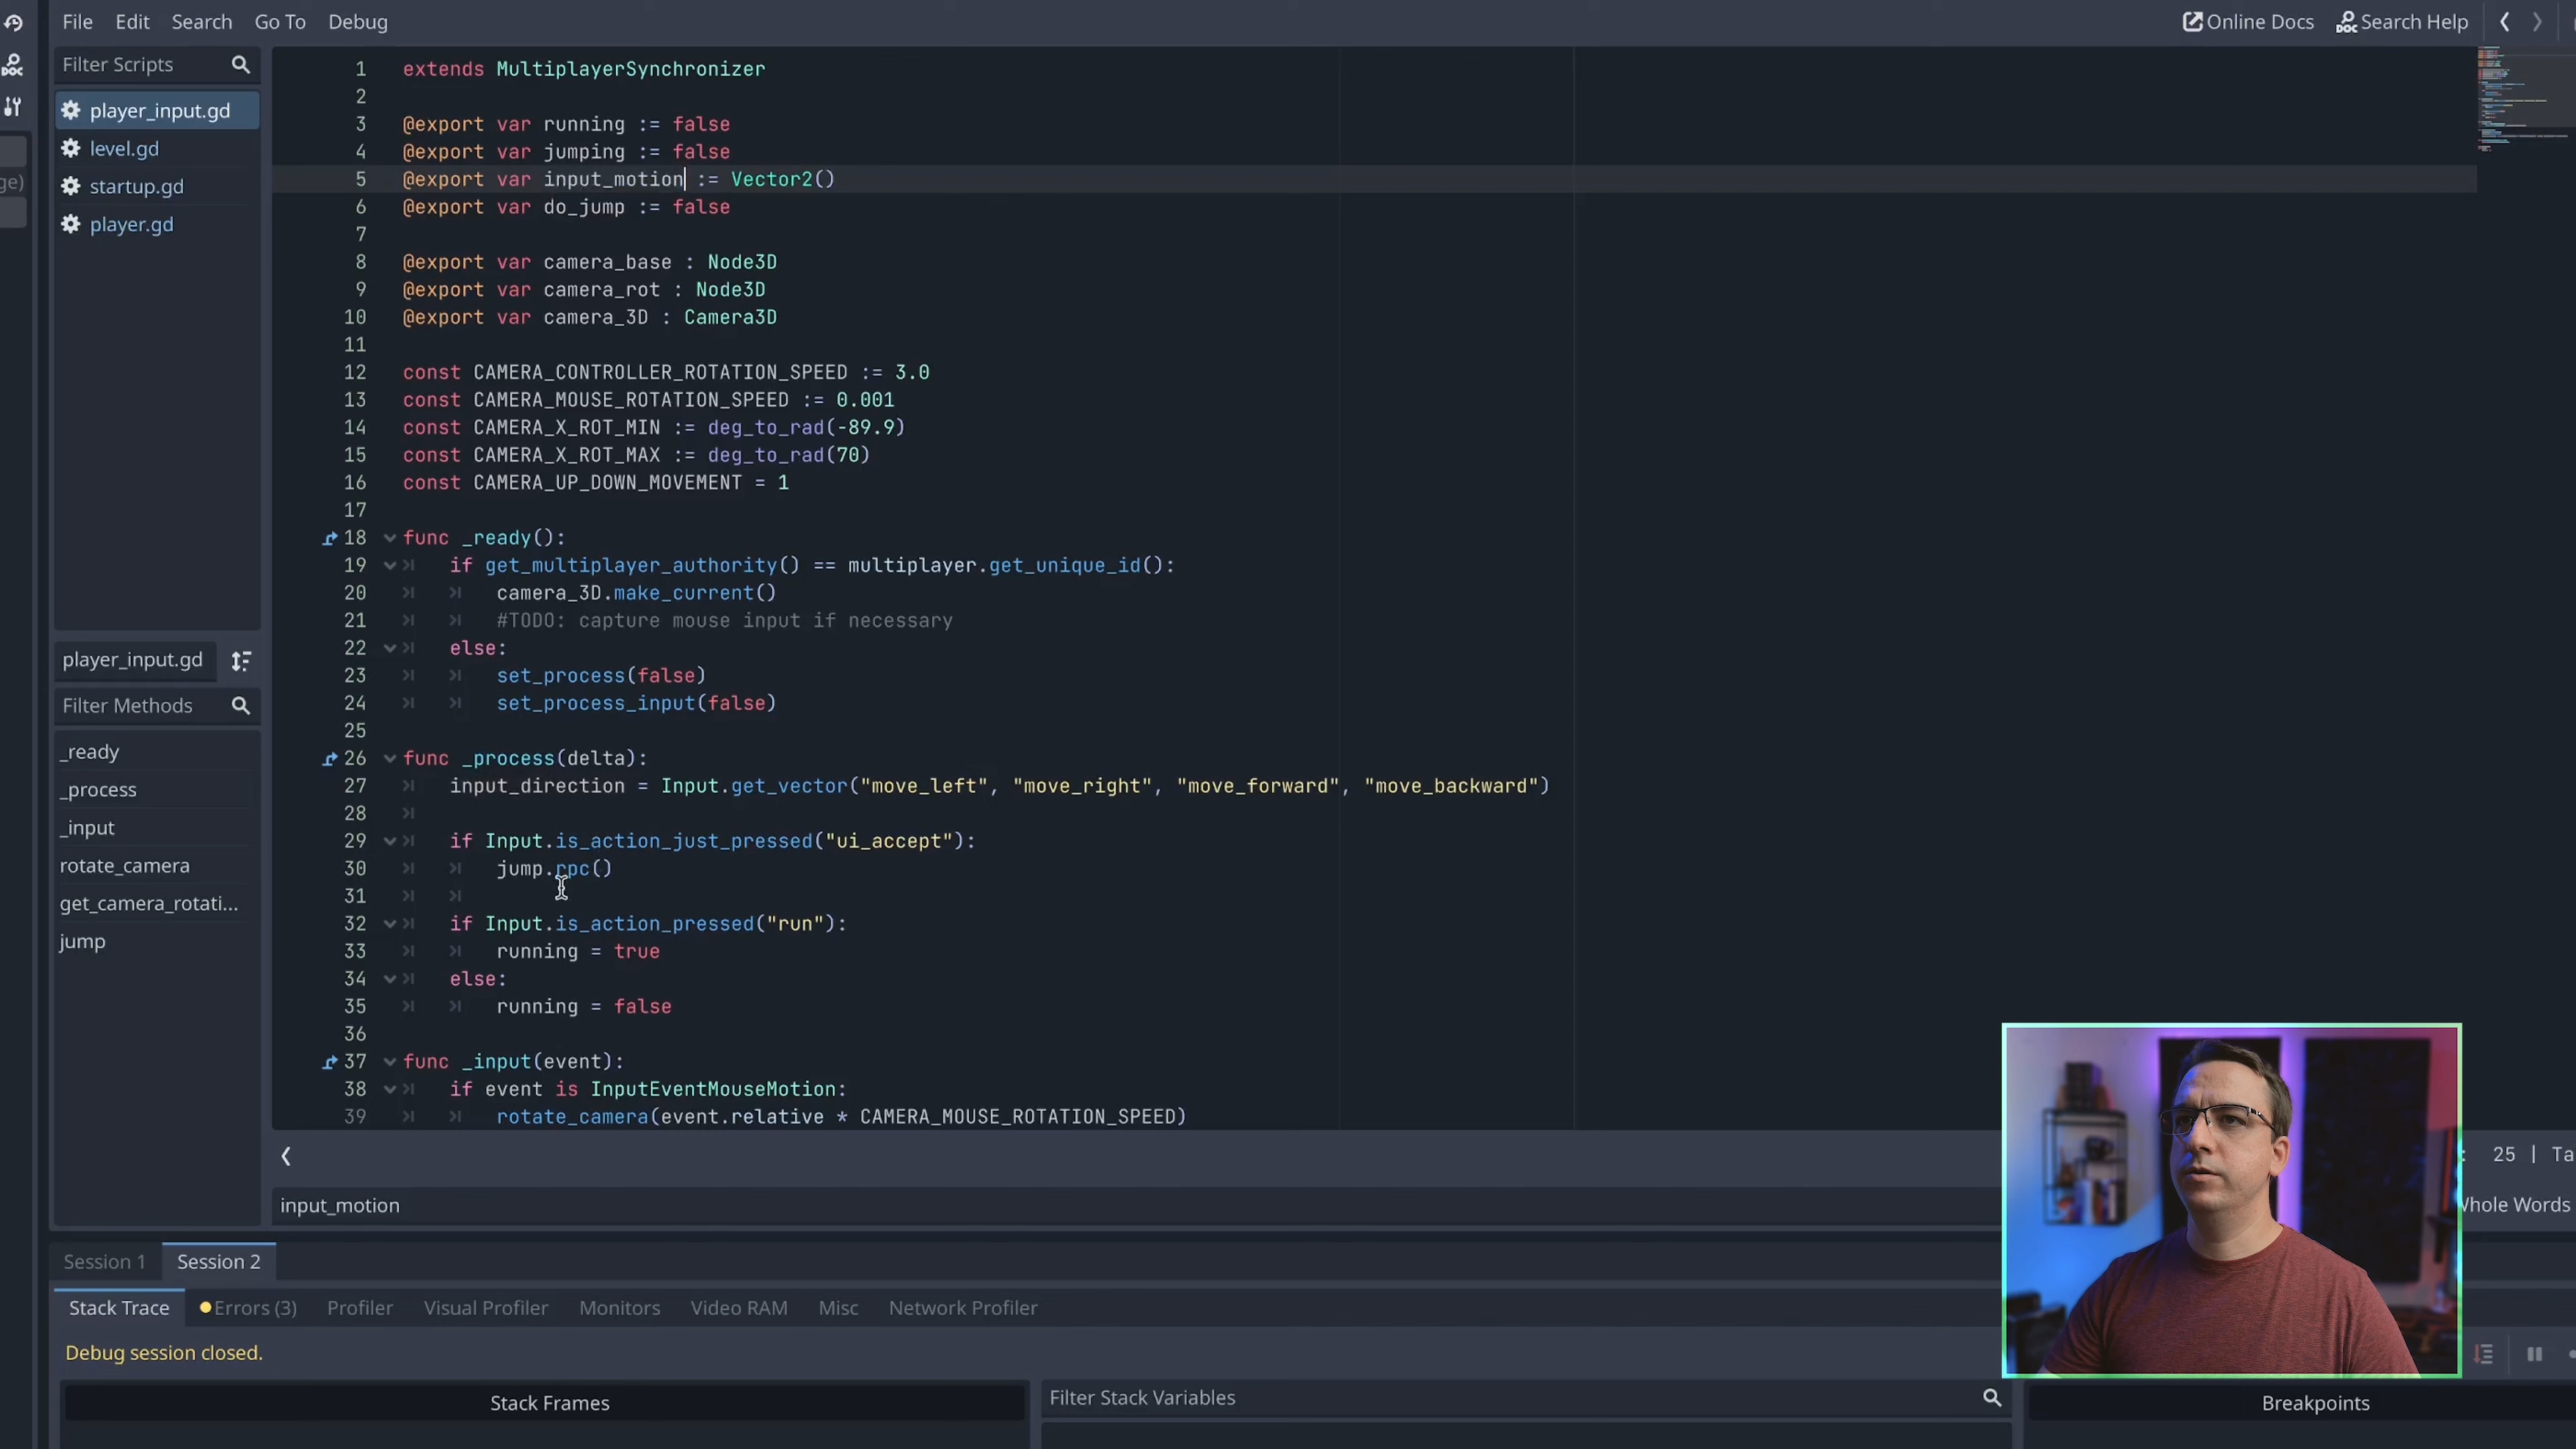 File Edit Search Go To Debug
Online Docs Search Help
Filter Scripts
player_input.gd
level.gd
startup.gd
player.gd
player_input.gd
Filter Methods
_ready
_process
_input
rotate_camera
get_camera_rotati...
jump
1 extends MultiplayerSynchronizer
2
3 @export var running := false
4 @export var jumping := false
5 @export var input_motion := Vector2()
6 @export var do_jump := false
7
8 @export var camera_base : Node3D
9 @export var camera_rot : Node3D
10 @export var camera_3D : Camera3D
11
12 const CAMERA_CONTROLLER_ROTATION_SPEED := 3.0
13 const CAMERA_MOUSE_ROTATION_SPEED := 0.001
14 const CAMERA_X_ROT_MIN := deg_to_rad(-89.9)
15 const CAMERA_X_ROT_MAX := deg_to_rad(70)
16 const CAMERA_UP_DOWN_MOVEMENT = 1
17
18 func _ready():
19 if get_multiplayer_authority() == multiplayer.get_unique_id():
20 camera_3D.make_current()
21 #TODO: capture mouse input if necessary
22 else:
23 set_process(false)
24 set_process_input(false)
25
26 func _process(delta):
27 input_direction = Input.get_vector("move_left", "move_right", "move_forward", "move_backward")
28
29 if Input.is_action_just_pressed("ui_accept"):
30 jump.rpc()
31
32 if Input.is_action_pressed("run"):
33 running = true
34 else:
35 running = false
36
37 func _input(event):
38 if event is InputEventMouseMotion:
39 rotate_camera(event.relative * CAMERA_MOUSE_ROTATION_SPEED)
: 25 | Ta
input_motion
Whole Words
Session 1 Session 2
Stack Trace Errors (3) Profiler Visual Profiler Monitors Video RAM Misc Network Profiler
Debug session closed.
Stack Frames
Filter Stack Variables
Breakpoints